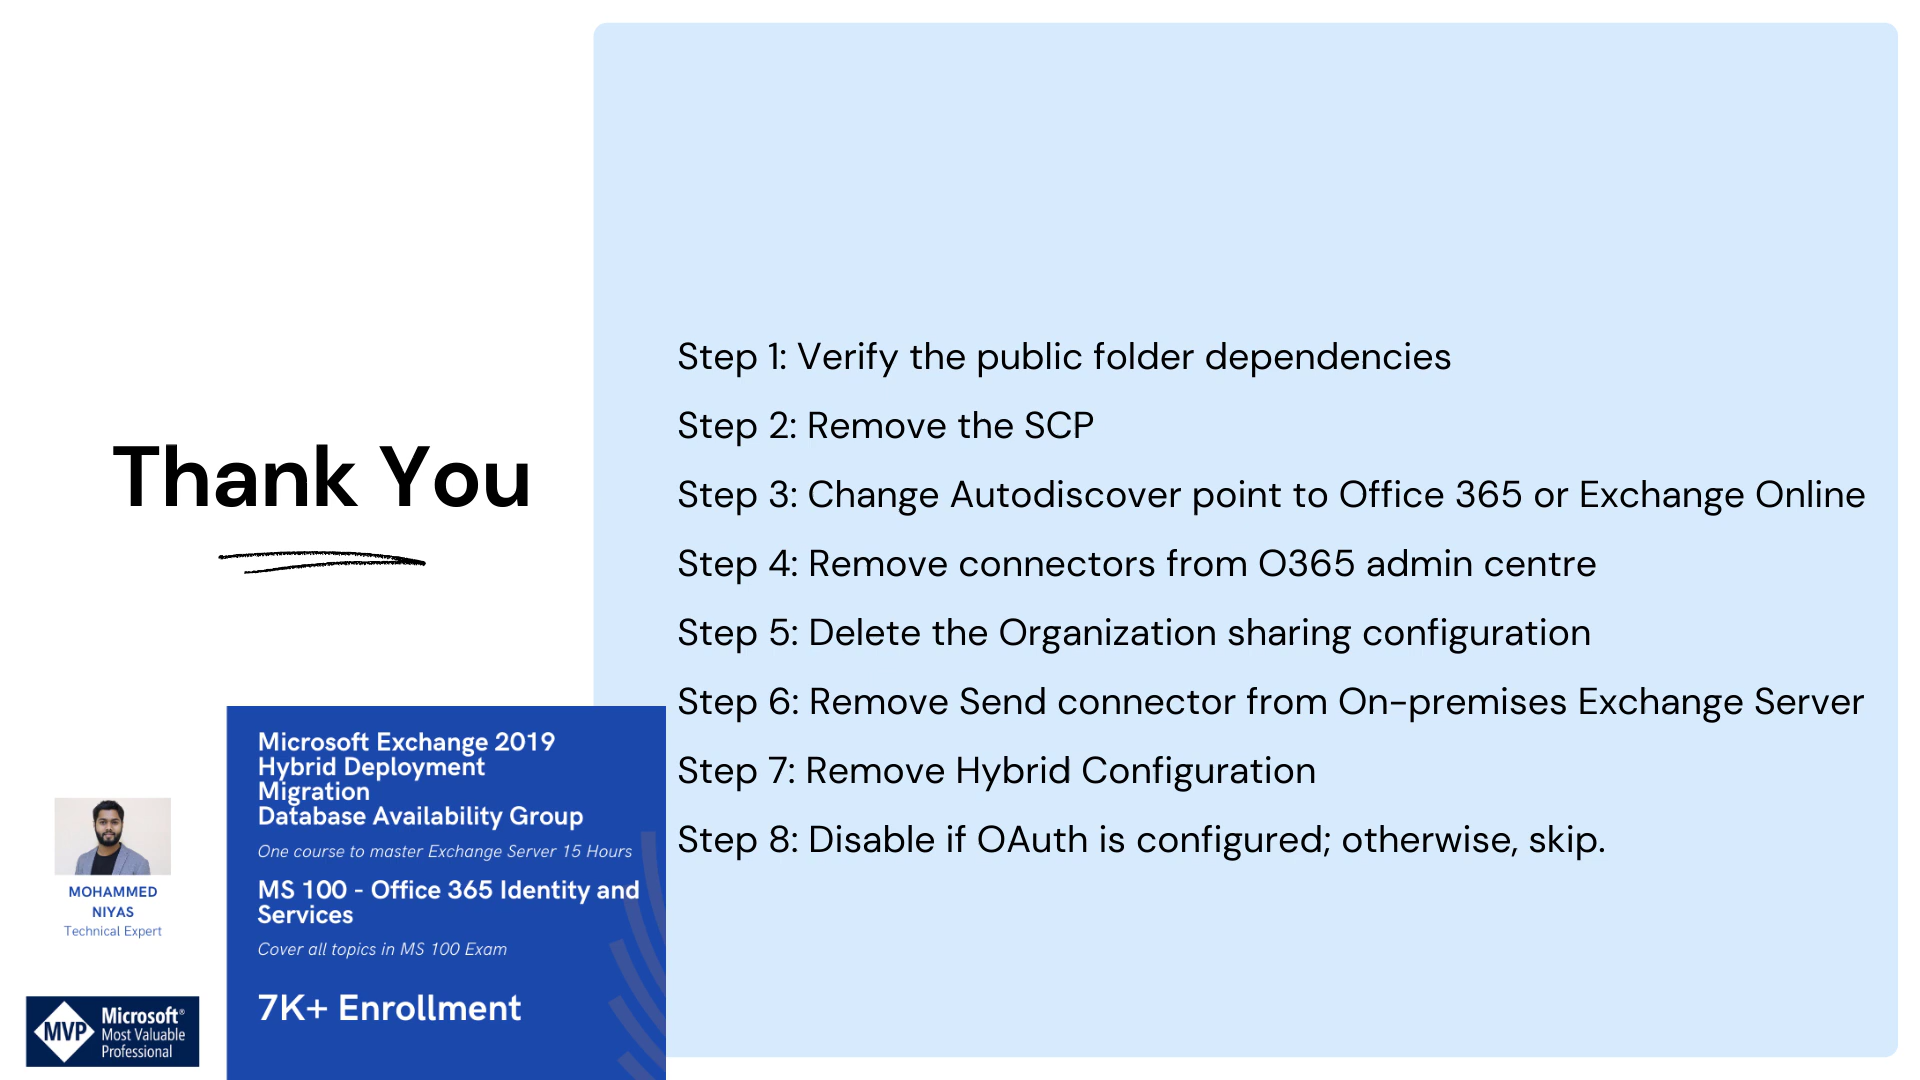 Thank You
Step 1: Verify the public folder dependencies
Step 2: Remove the SCP
Step 3: Change Autodiscover point to Office 365 or Exchange Online
Step 4: Remove connectors from O365 admin centre
Step 5: Delete the Organization sharing configuration
Step 6: Remove Send connector from On-premises Exchange Server
Step 7: Remove Hybrid Configuration
Step 8: Disable if OAuth is configured; otherwise, skip.
MOHAMMED
NIYAS
Technical Expert
MVP
Microsoft®
Most Valuable
Professional
Microsoft Exchange 2019
Hybrid Deployment
Migration
Database Availability Group
One course to master Exchange Server 15 Hours
MS 100 - Office 365 Identity and
Services
Cover all topics in MS 100 Exam
7K+ Enrollment